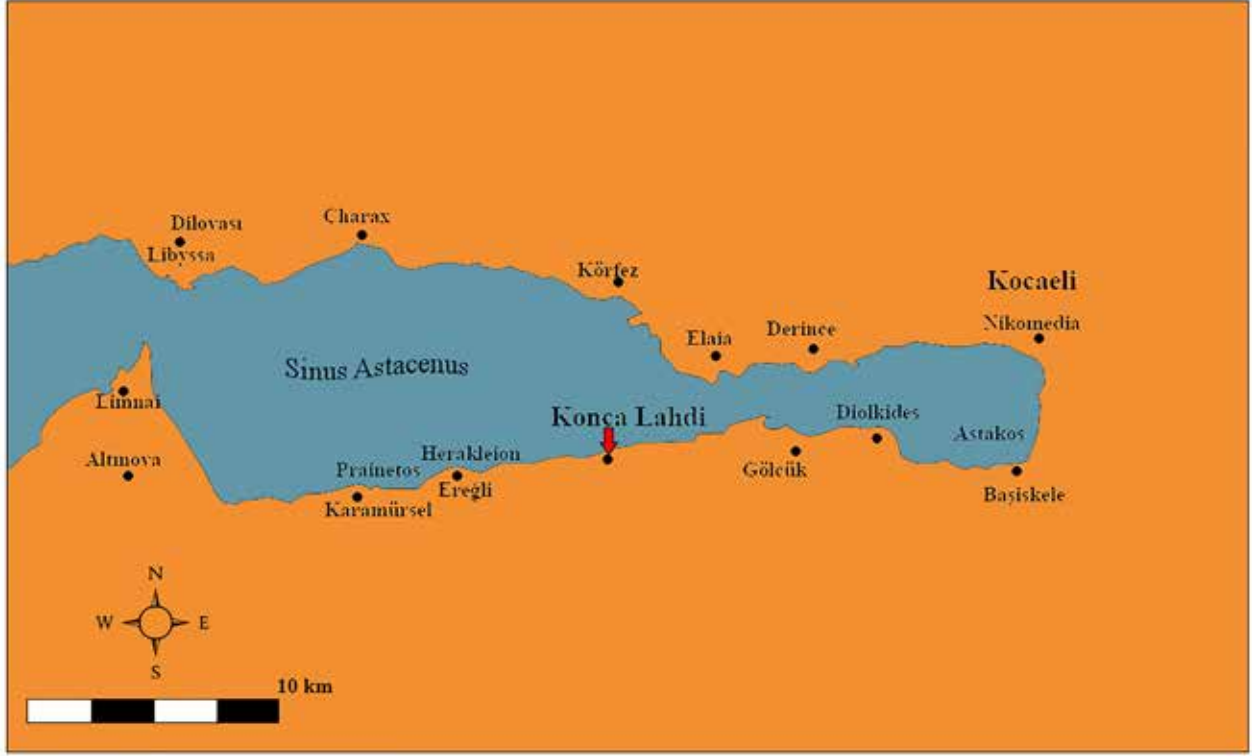 Dilovası
Libyssa
Charax
Körfez
Kocaeli
Nikomedia
Elaia
Derince
Sinus Astacenus
Limnai
Konca Lahdi
Diolkides
Astakos
Altınova
Prainetos
Herakleion
Ereğli
Karamürsel
Gölcük
Başiskele
N
W
E
S
10 km